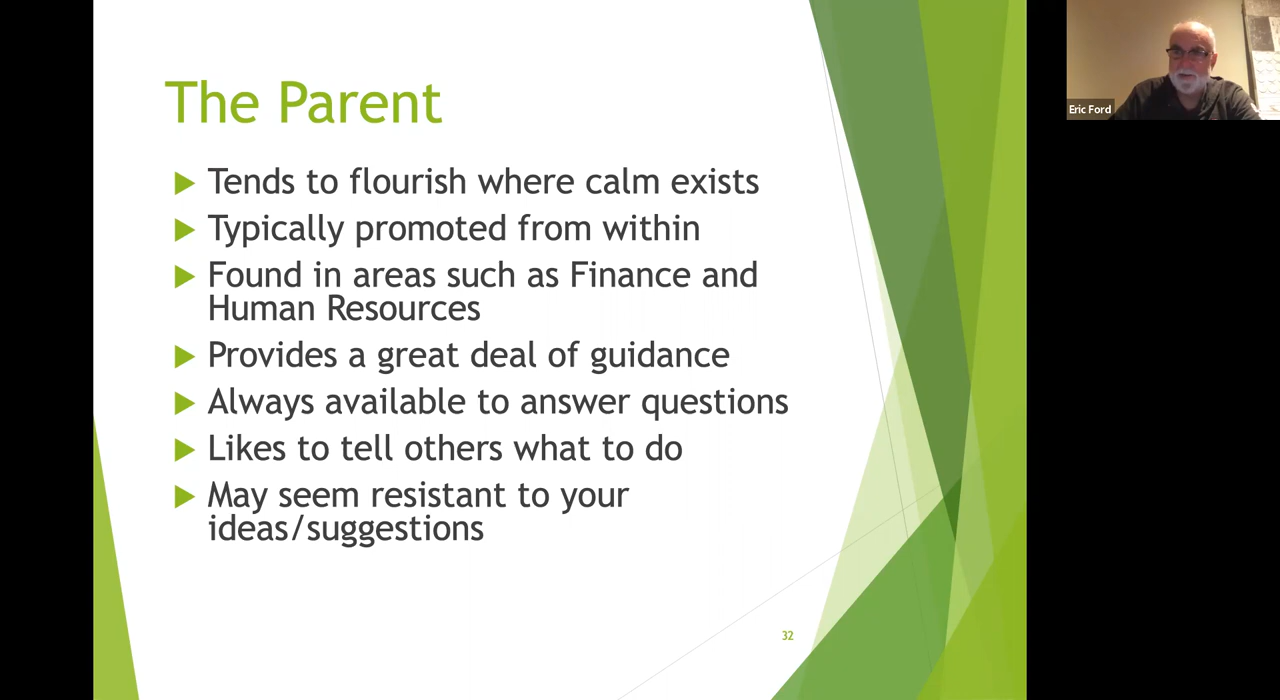 The Parent
Tends to flourish where calm exists
Typically promoted from within
Found in areas such as Finance and
Human Resources
Provides a great deal of guidance
Always available to answer questions
Likes to tell others what to do
May seem resistant to your
ideas/suggestions
32
Eric Ford